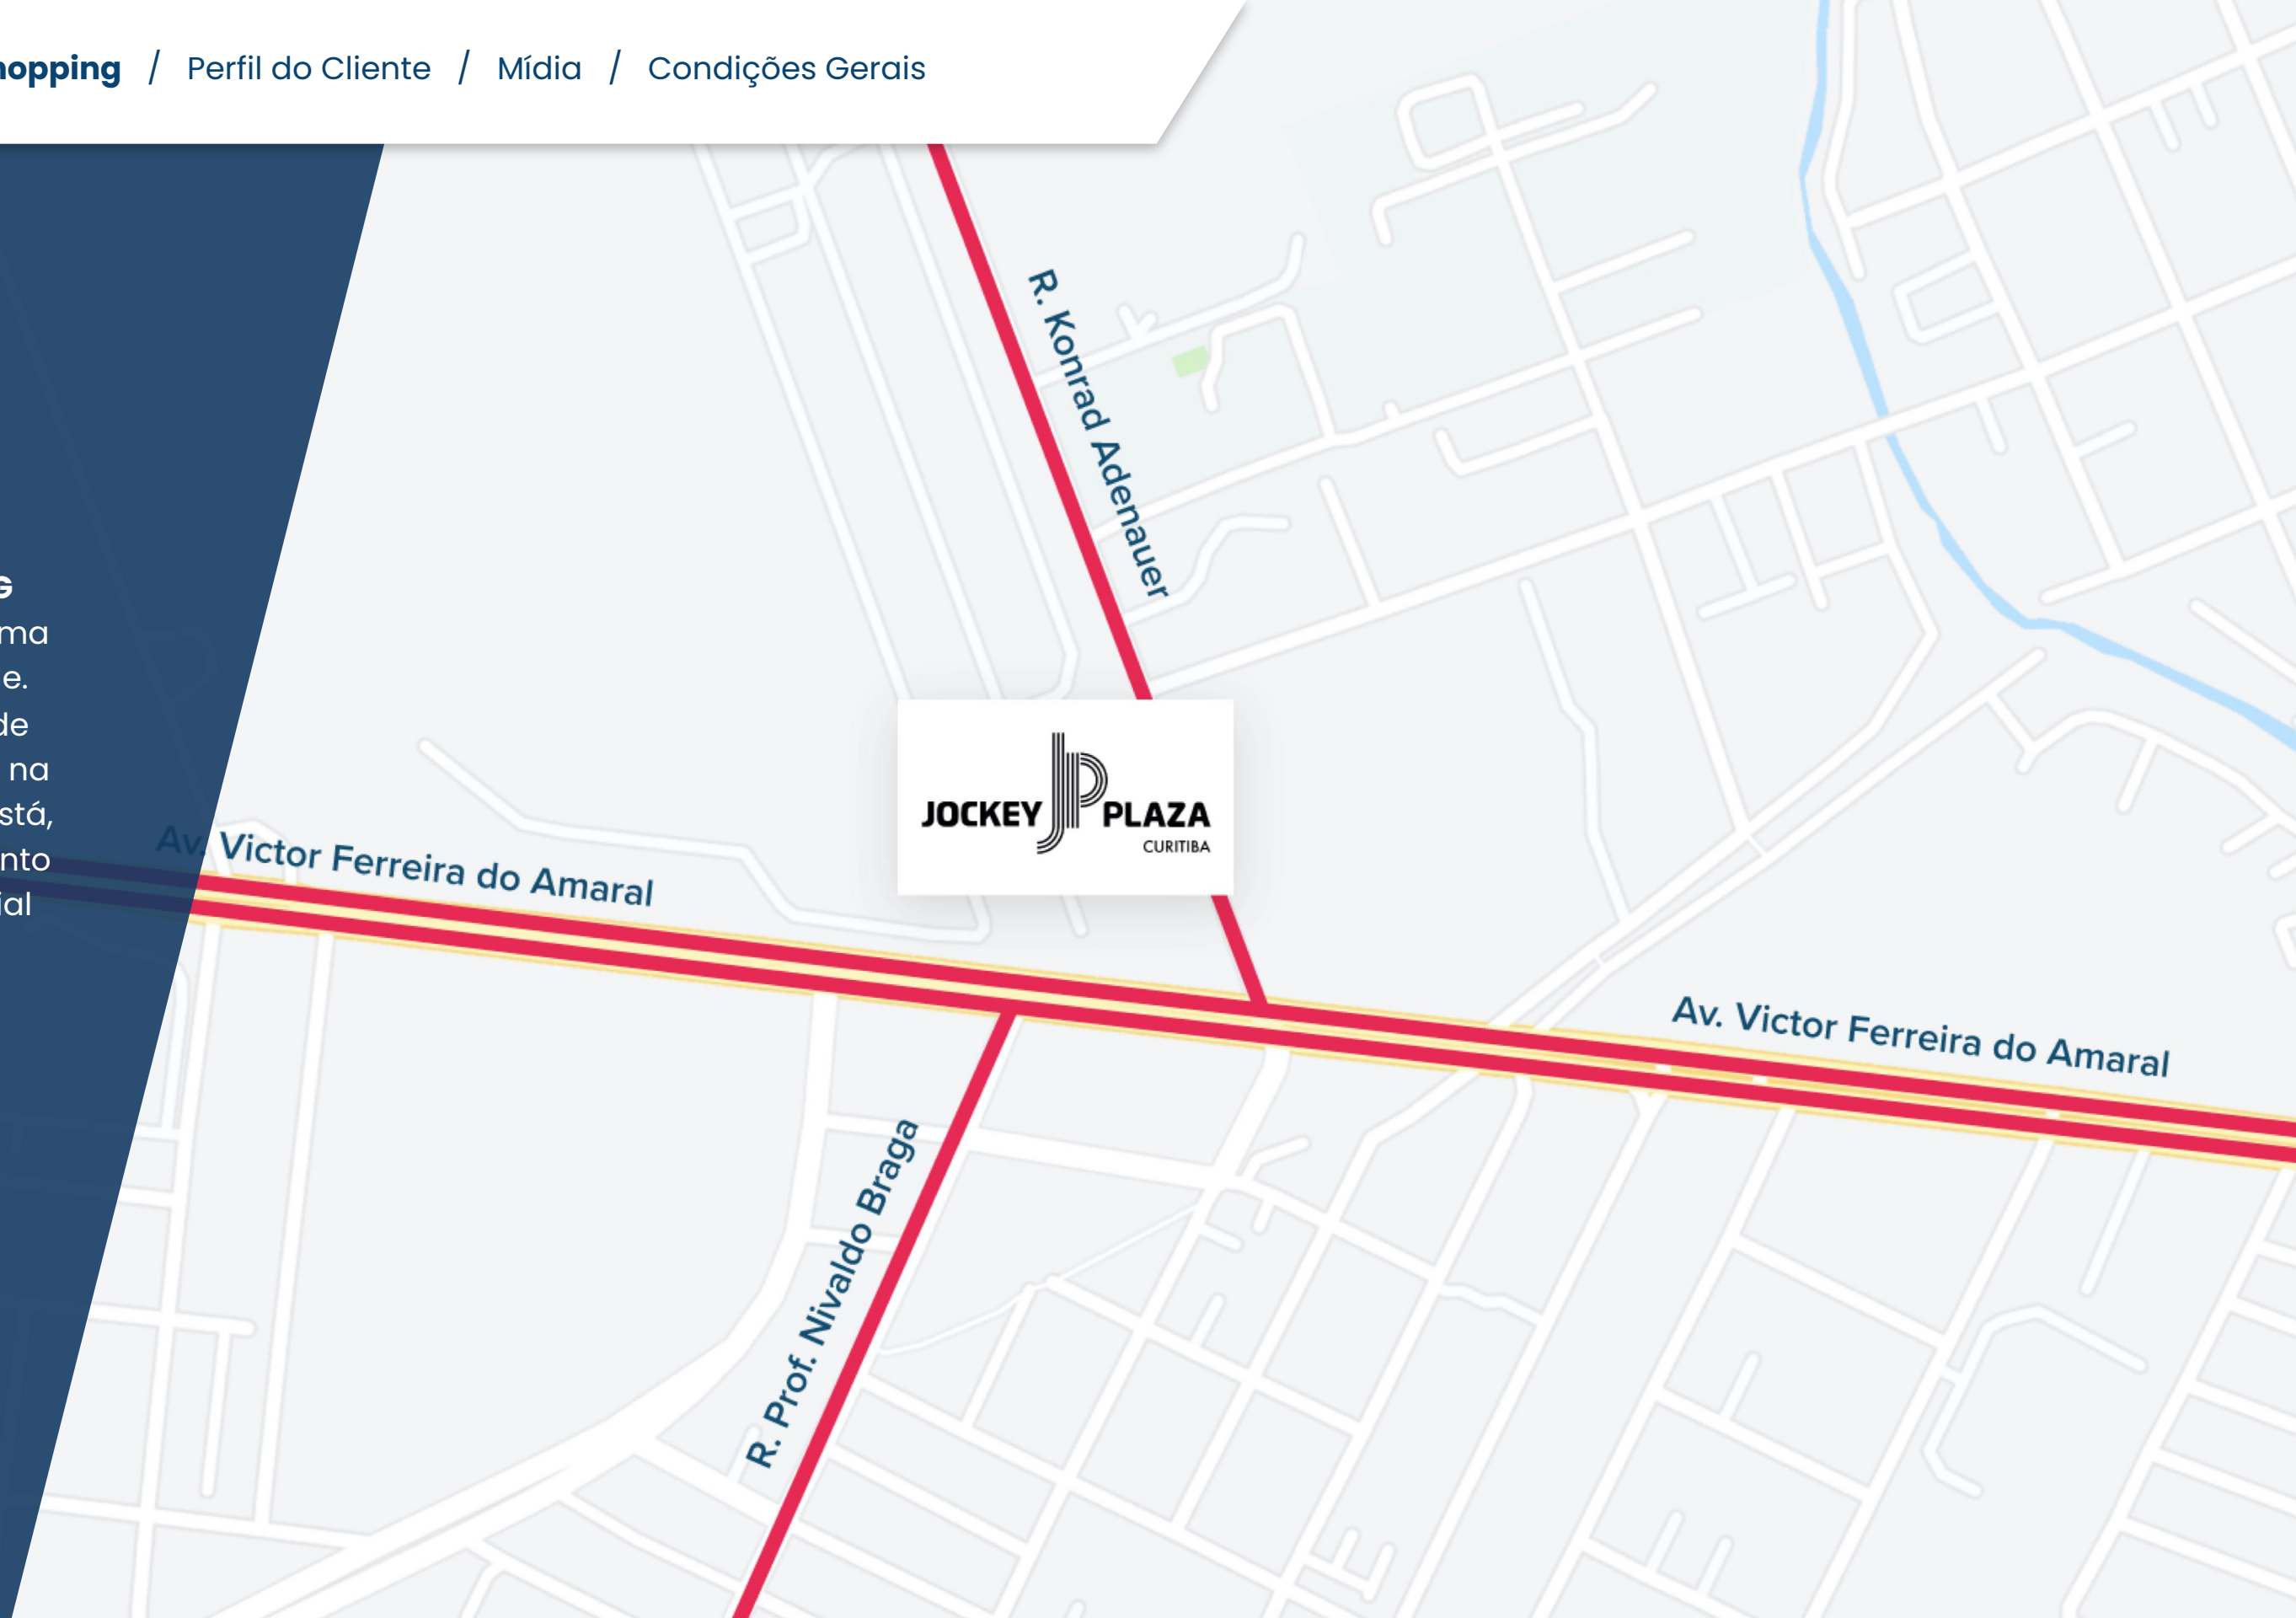 hopping / Perfil do Cliente / Mídia / Condições Gerais
R. Konrad Adenauer
G
ma
e.
de
na
stá,
nto
ial
JOCKEY JP PLAZA
CURITIBA
Av. Victor Ferreira do Amaral
Av. Victor Ferreira do Amaral
R. Prof. Nivaldo Braga